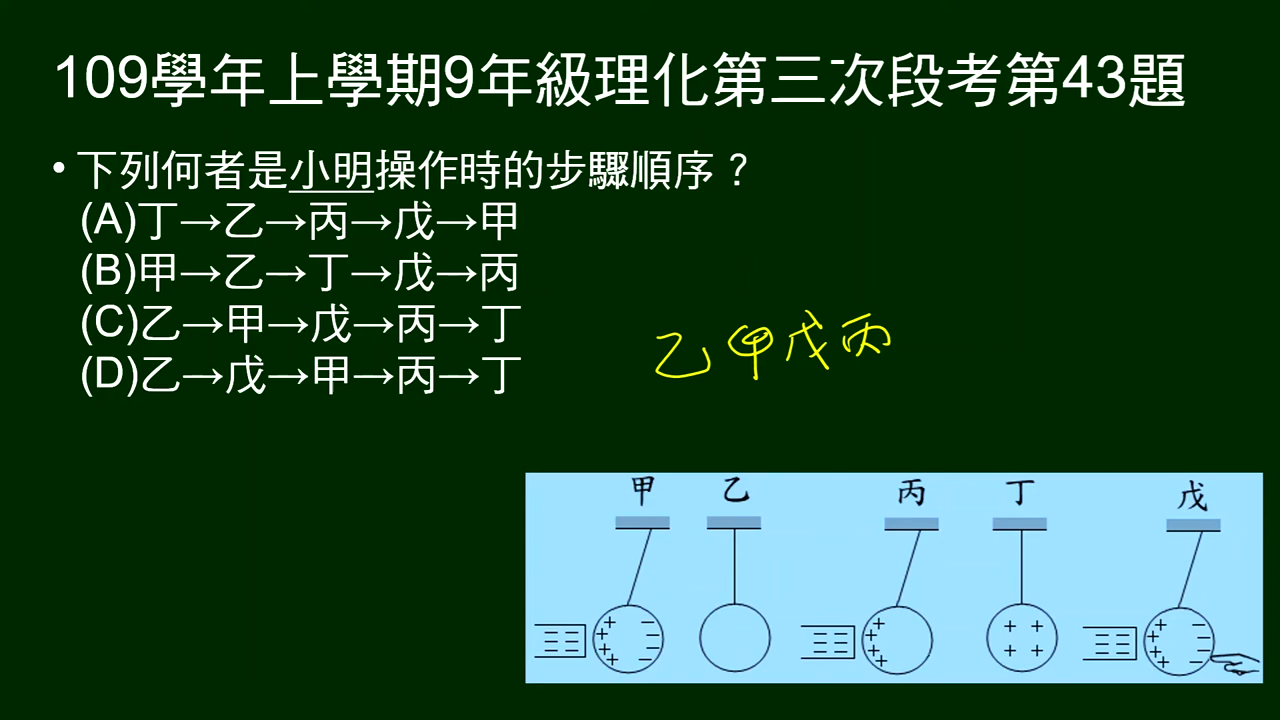 109學年上學期9年級理化第三次段考第43題
• 下列何者是小明操作時的步驟順序？
(A)丁→乙→丙→戊→甲
(B)甲→乙→丁→戊→丙
(C)乙→甲→戊→丙→丁
(D)乙→戊→甲→丙→丁
乙甲戊丙
甲 乙 丙 丁 戊